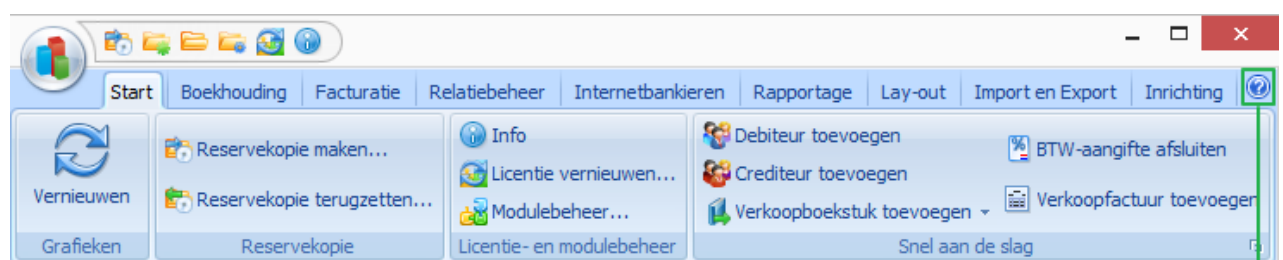 Start Boekhouding Facturatie Relatiebeheer Internetbankieren Rapportage Lay-out Import en Export Inrichting
Vernieuwen
Grafieken
Reservekopie maken...
Reservekopie terugzetten...
Reservekopie
Info
Licentie vernieuwen...
Modulebeheer...
Licentie- en modulebeheer
Debiteur toevoegen
Crediteur toevoegen
Verkoopboekstuk toevoegen
BTW-aangifte afsluiten
Verkoopfactuur toevoegen
Snel aan de slag